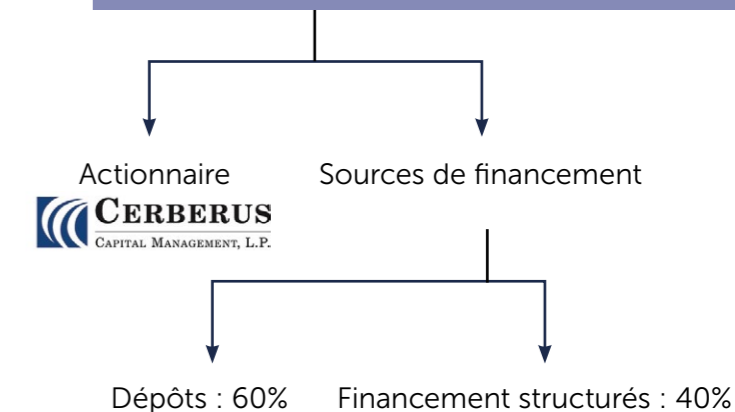 Actionnaire
Sources de financement
CERBERUS
CAPITAL MANAGEMENT, L.P.
Dépôts : 60%
Financement structurés : 40%